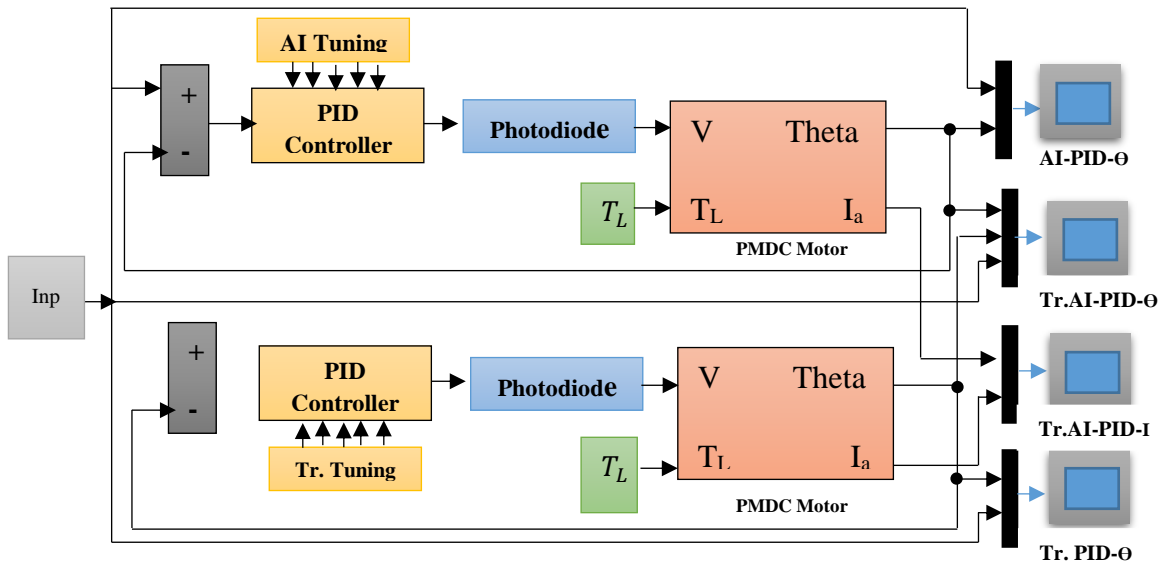 AI Tuning
+
-
PID
Controller
Photodiode
V
Theta
T_L
T_L
I_a
PMDC Motor
AI-PID-ϴ
Tr.AI-PID-ϴ
Inp
+
-
PID
Controller
Tr. Tuning
Photodiode
V
Theta
T_L
T_L
I_a
PMDC Motor
Tr.AI-PID-I
Tr. PID-ϴ